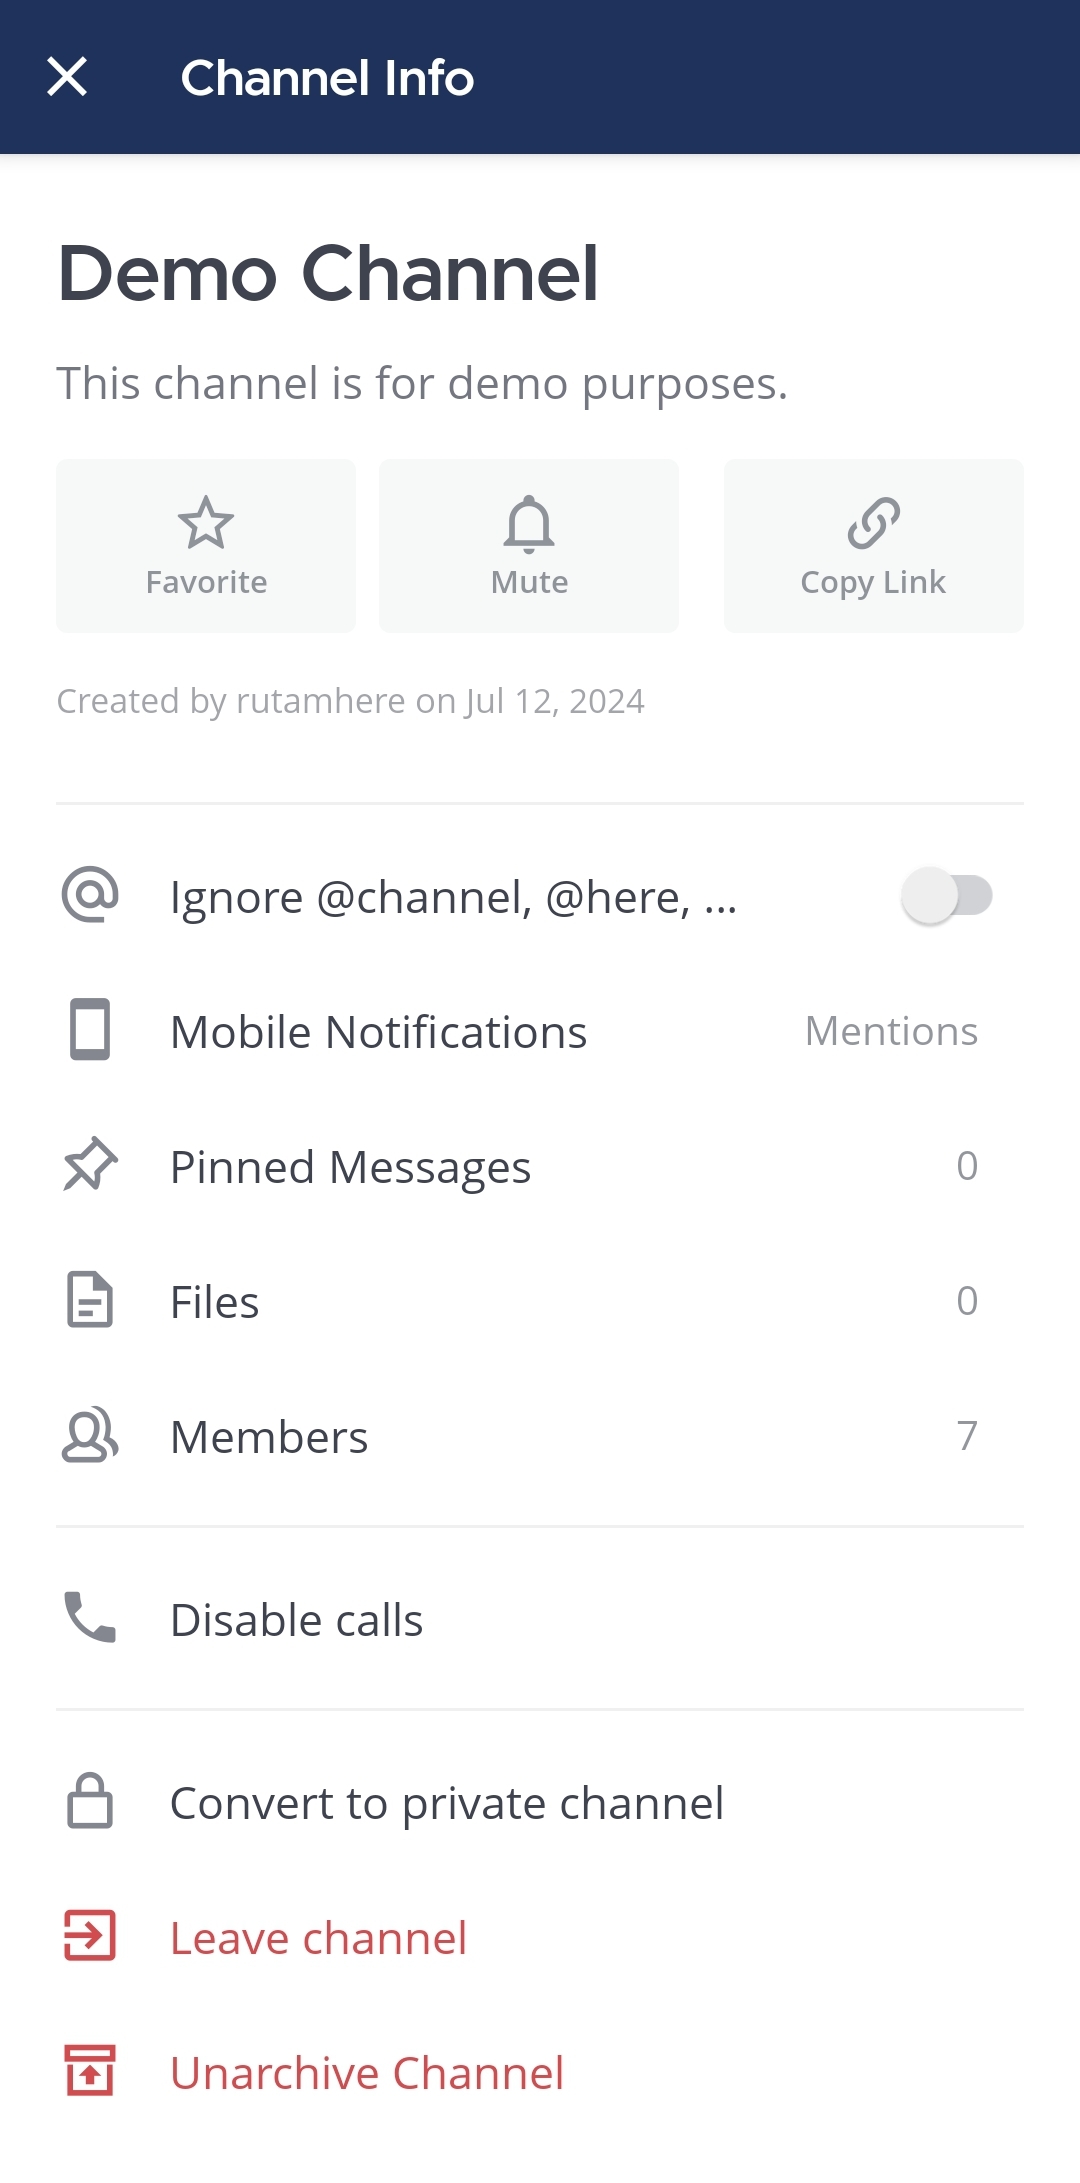 Channel Info
Demo Channel
This channel is for demo purposes.
Favorite
Mute
Copy Link
Created by rutamhere on Jul 12, 2024
Ignore @channel, @here, ...
Mobile Notifications Mentions
Pinned Messages 0
Files 0
Members 7
Disable calls
Convert to private channel
Leave channel
Unarchive Channel